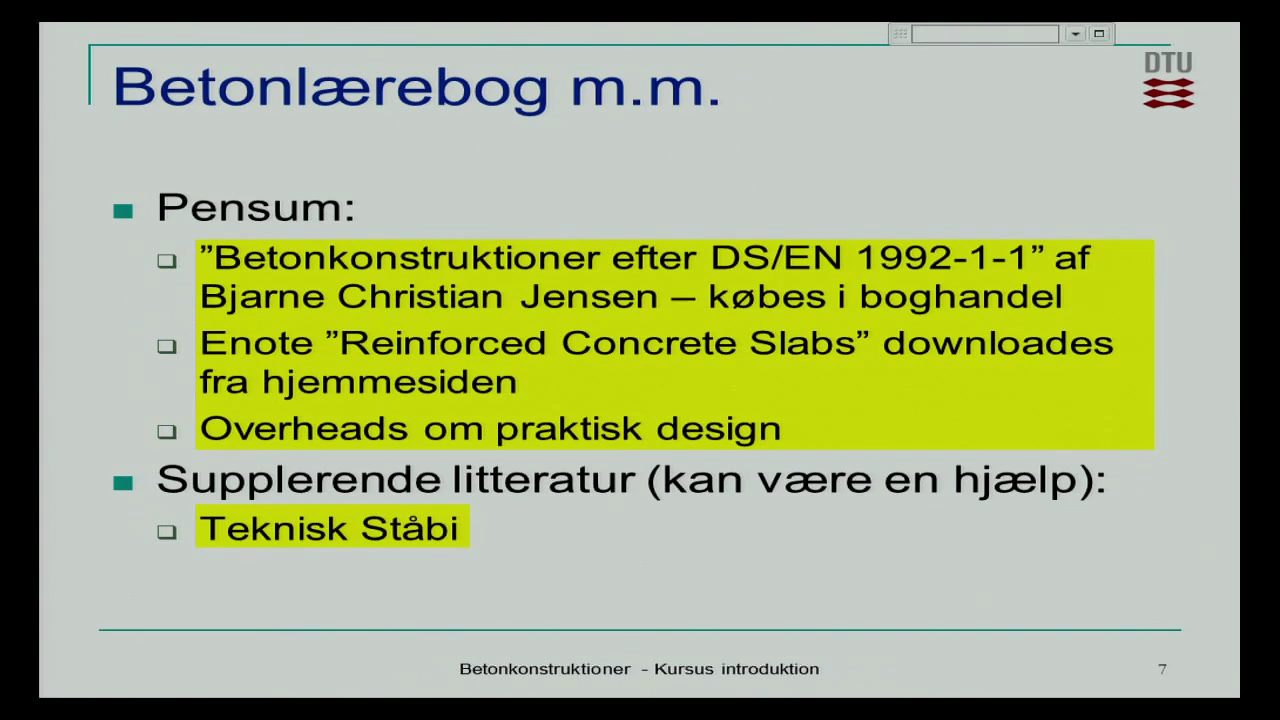 DTU
Betonlærebog m.m.
Pensum:
”Betonkonstruktioner efter DS/EN 1992-1-1” af
Bjarne Christian Jensen – købes i boghandel
Enote ”Reinforced Concrete Slabs” downloades
fra hjemmesiden
Overheads om praktisk design
Supplerende litteratur (kan være en hjælp):
Teknisk Ståbi
Betonkonstruktioner - Kursus introduktion
7